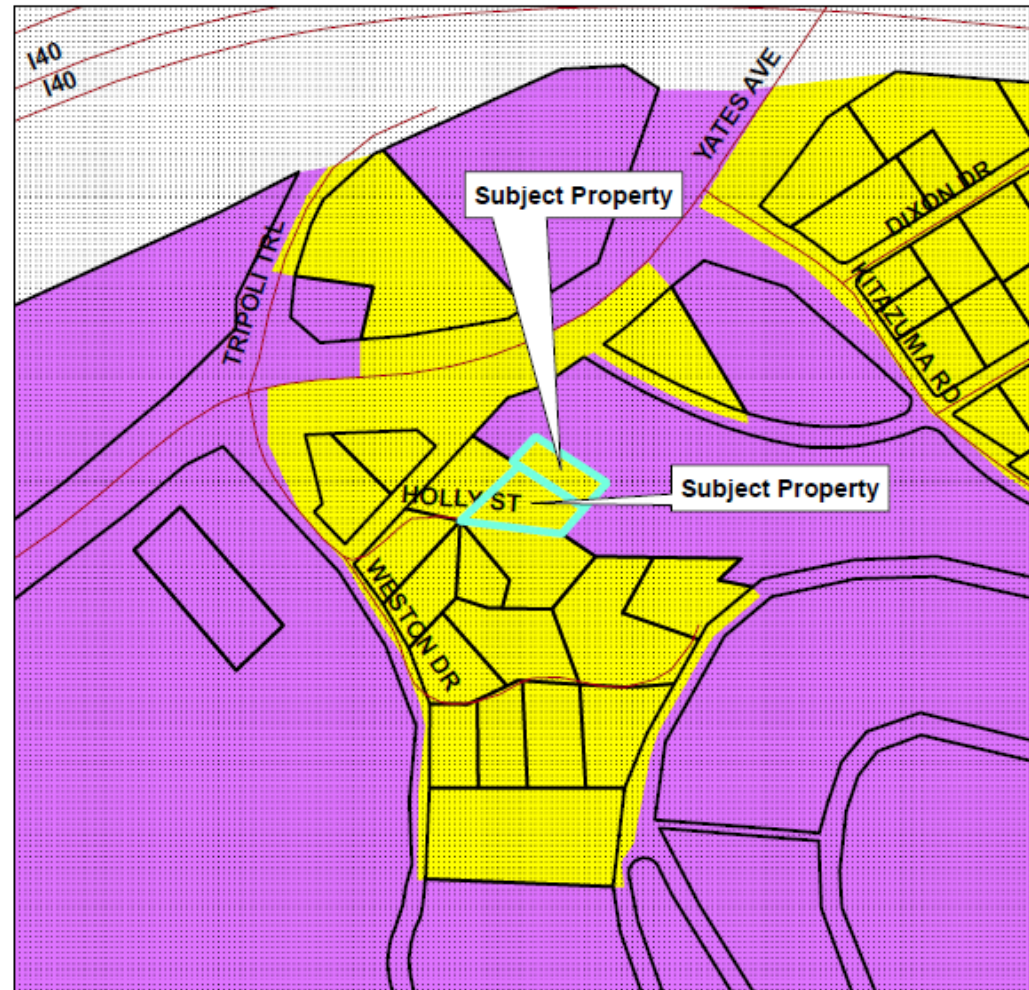 I40
I40
YATES AVE
Subject Property
DIXON DR
TRIPOLI TRL
KITAZUMA RD
Subject Property
HOLLY ST
WESTON DR